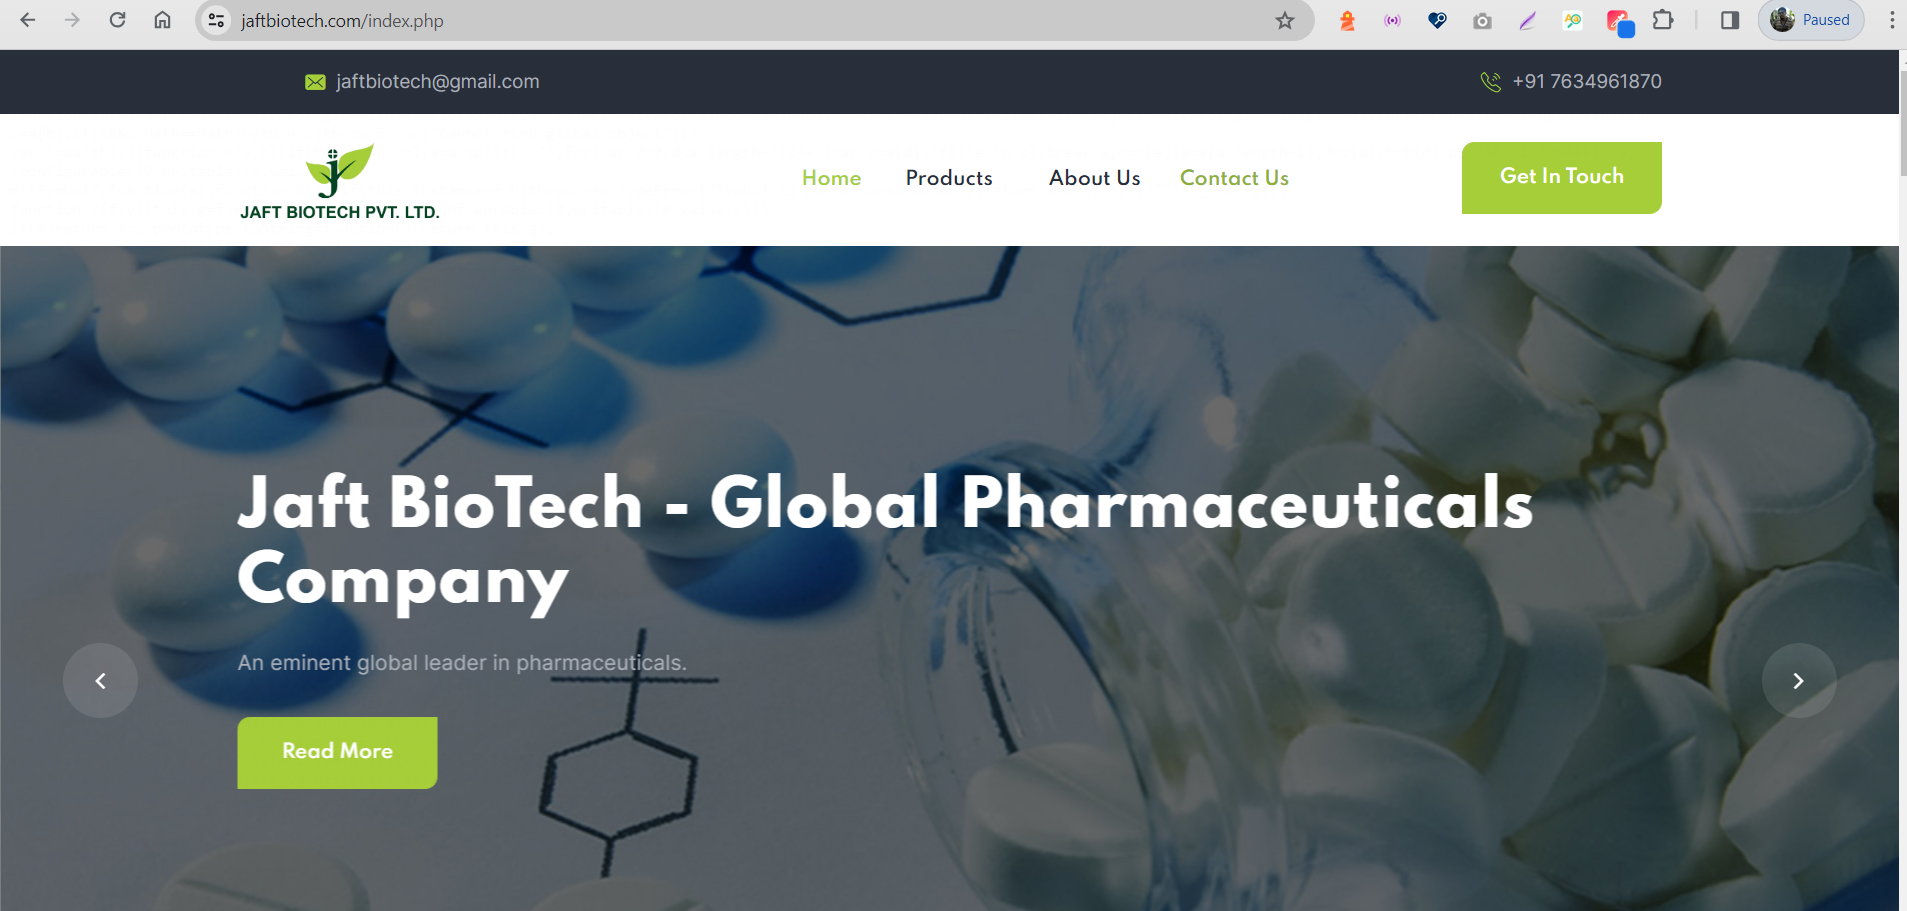 jaftbiotech.com/index.php
Paused
jaftbiotech@gmail.com
+91 7634961870
JAFT BIOTECH PVT. LTD.
Home
Products
About Us
Contact Us
Get In Touch
Jaft BioTech - Global Pharmaceuticals
Company
An eminent global leader in pharmaceuticals.
Read More